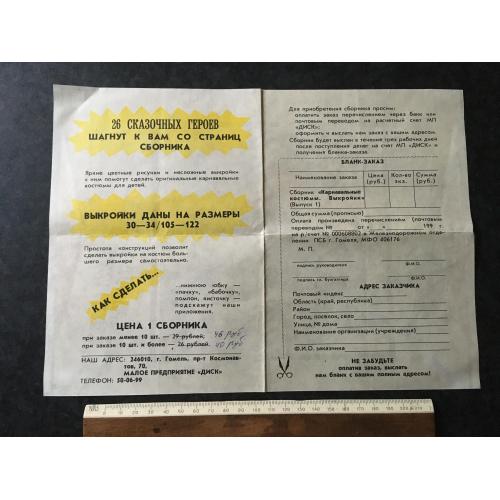 26 СКАЗОЧНЫХ ГЕРОЕВ
ШАГНУТ К ВАМ СО СТРАНИЦ
СБОРНИКА
Яркие цветные рисунки и несложные выкройки
к ним помогут сделать оригинальные карнавальные
костюмы для детей.
ВЫКРОЙКИ ДАНЫ НА РАЗМЕРЫ
30—34/105—122
Простота конструкций позволит
сделать выкройки на костюм боль-
шего размера самостоятельно.
КАК СДЕЛАТЬ...
...нижнюю юбку —
«пачку», «бабочку»,
помпон, кисточку —
подскажут наши
приложения.
ЦЕНА 1 СБОРНИКА
при заказе менее 10 шт. — 29 рублей;
при заказе 10 шт. и более — 26 рублей.
НАШ АДРЕС: 246010, г. Гомель, пр-т Космонав-
тов, 70,
МАЛОЕ ПРЕДПРИЯТИЕ «ДИСК»
ТЕЛЕФОН: 50-06-99
Для приобретения сборника просим:
оплатить заказ перечислением через банк или
почтовым переводом на расчетный счет МП
«ДИСК»;
оформить и выслать нам заказ с вашим адресом.
Сборник будет выслан в течение трех рабочих дней
после поступления денег на счет МП «ДИСК» и
получения бланка-заказа.
БЛАНК-ЗАКАЗ
Наименование заказа Цена (руб.) Кол-во экз. Сумма (руб.)
Сборник «Карнавальные
костюмы. Выкройки»
(Выпуск 1)
Общая сумма (прописью)
Оплата произведена перечислением (почтовым
переводом № от « » 199 г.
на р/счет № 000608802 в Железнодорожном отделе-
нии ПСБ г. Гомеля, МФО 406176
М. П.
подпись руководителя Ф.И.О.
подпись гл. бухгалтера Ф.И.О.
АДРЕС ЗАКАЗЧИКА
Почтовый индекс
Область (край, республика)
Район
Город, поселок, село
Улица, № дома
Наименование организации (учреждения)
Ф.И.О. заказчика
НЕ ЗАБУДЬТЕ
оплатив заказ, выслать
нам бланк с вашим полным адресом!